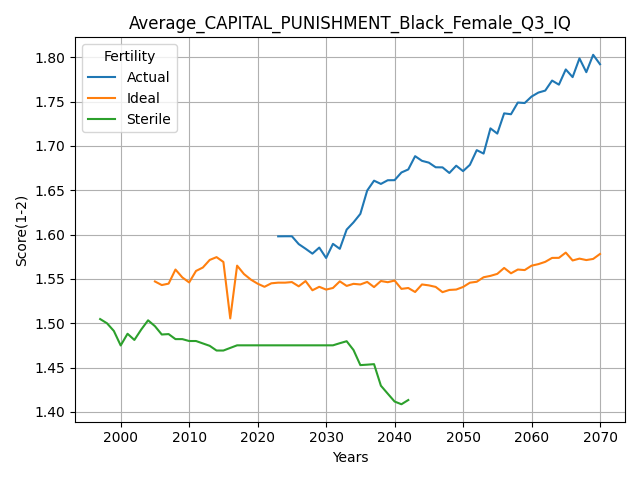 Average_CAPITAL_PUNISHMENT_Black_Female_Q3_IQ
Fertility
Actual
Ideal
Sterile
Score(1-2)
1.80
1.75
1.70
1.65
1.60
1.55
1.50
1.45
1.40
2000 2010 2020 2030 2040 2050 2060 2070
Years